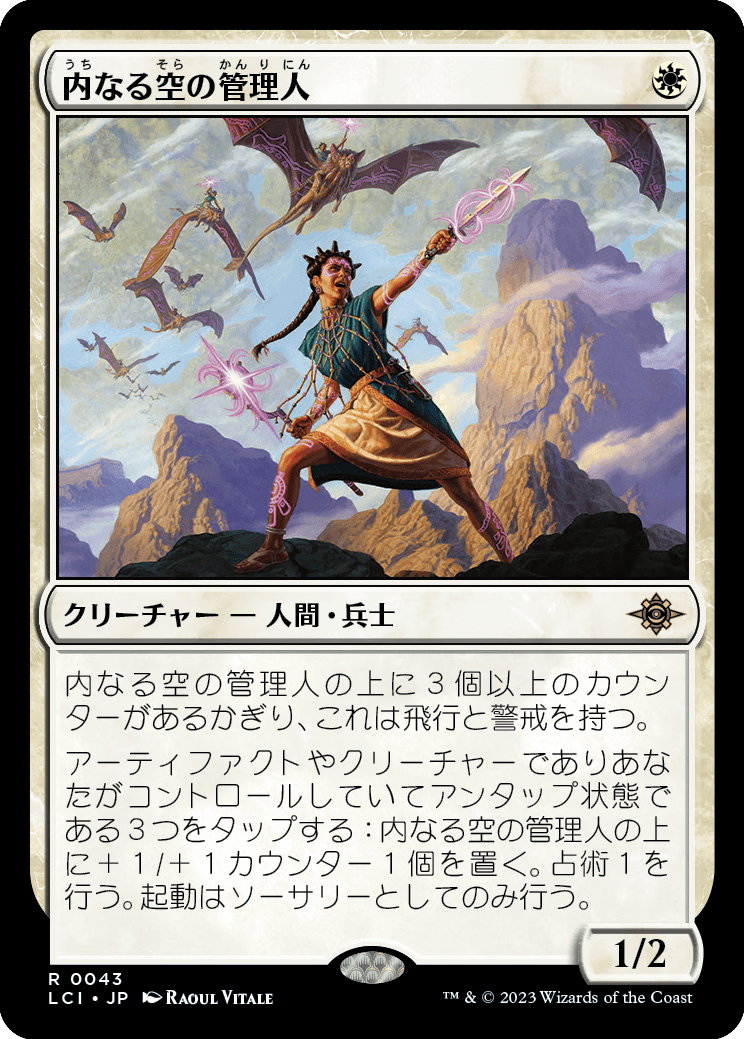 うち そら かんりにん
内なる空の管理人
クリーチャー — 人間・兵士
内なる空の管理人の上に３個以上のカウン
ターがあるかぎり、これは飛行と警戒を持つ。
アーティファクトやクリーチャーでありあな
たがコントロールしていてアンタップ状態で
ある３つをタップする：内なる空の管理人の上
に＋１/＋１カウンター１個を置く。占術１を
行う。起動はソーサリーとしてのみ行う。
1/2
R 0043
LCI • JP Raoul Vitale
™ & © 2023 Wizards of the Coast